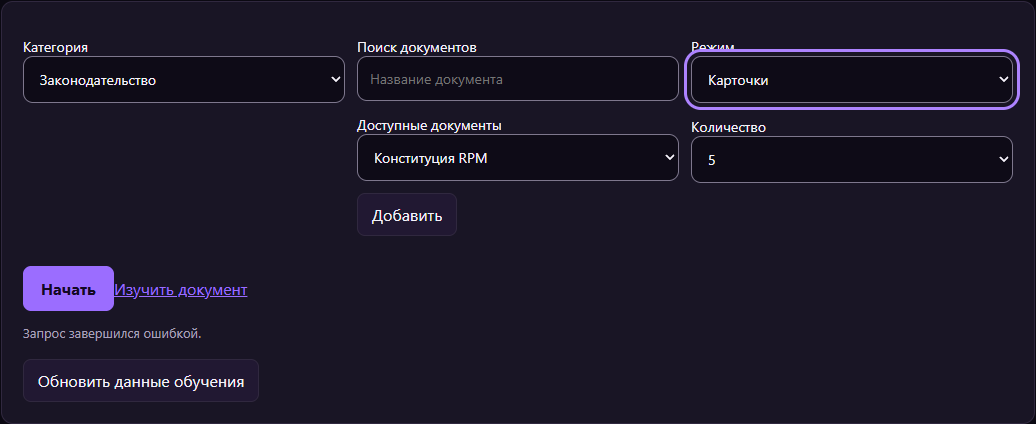 Категория
Законодательство
Поиск документов
Название документа
Доступные документы
Конституция RPM
Добавить
Режим
Карточки
Количество
5
Начать
Изучить документ
Запрос завершился ошибкой.
Обновить данные обучения